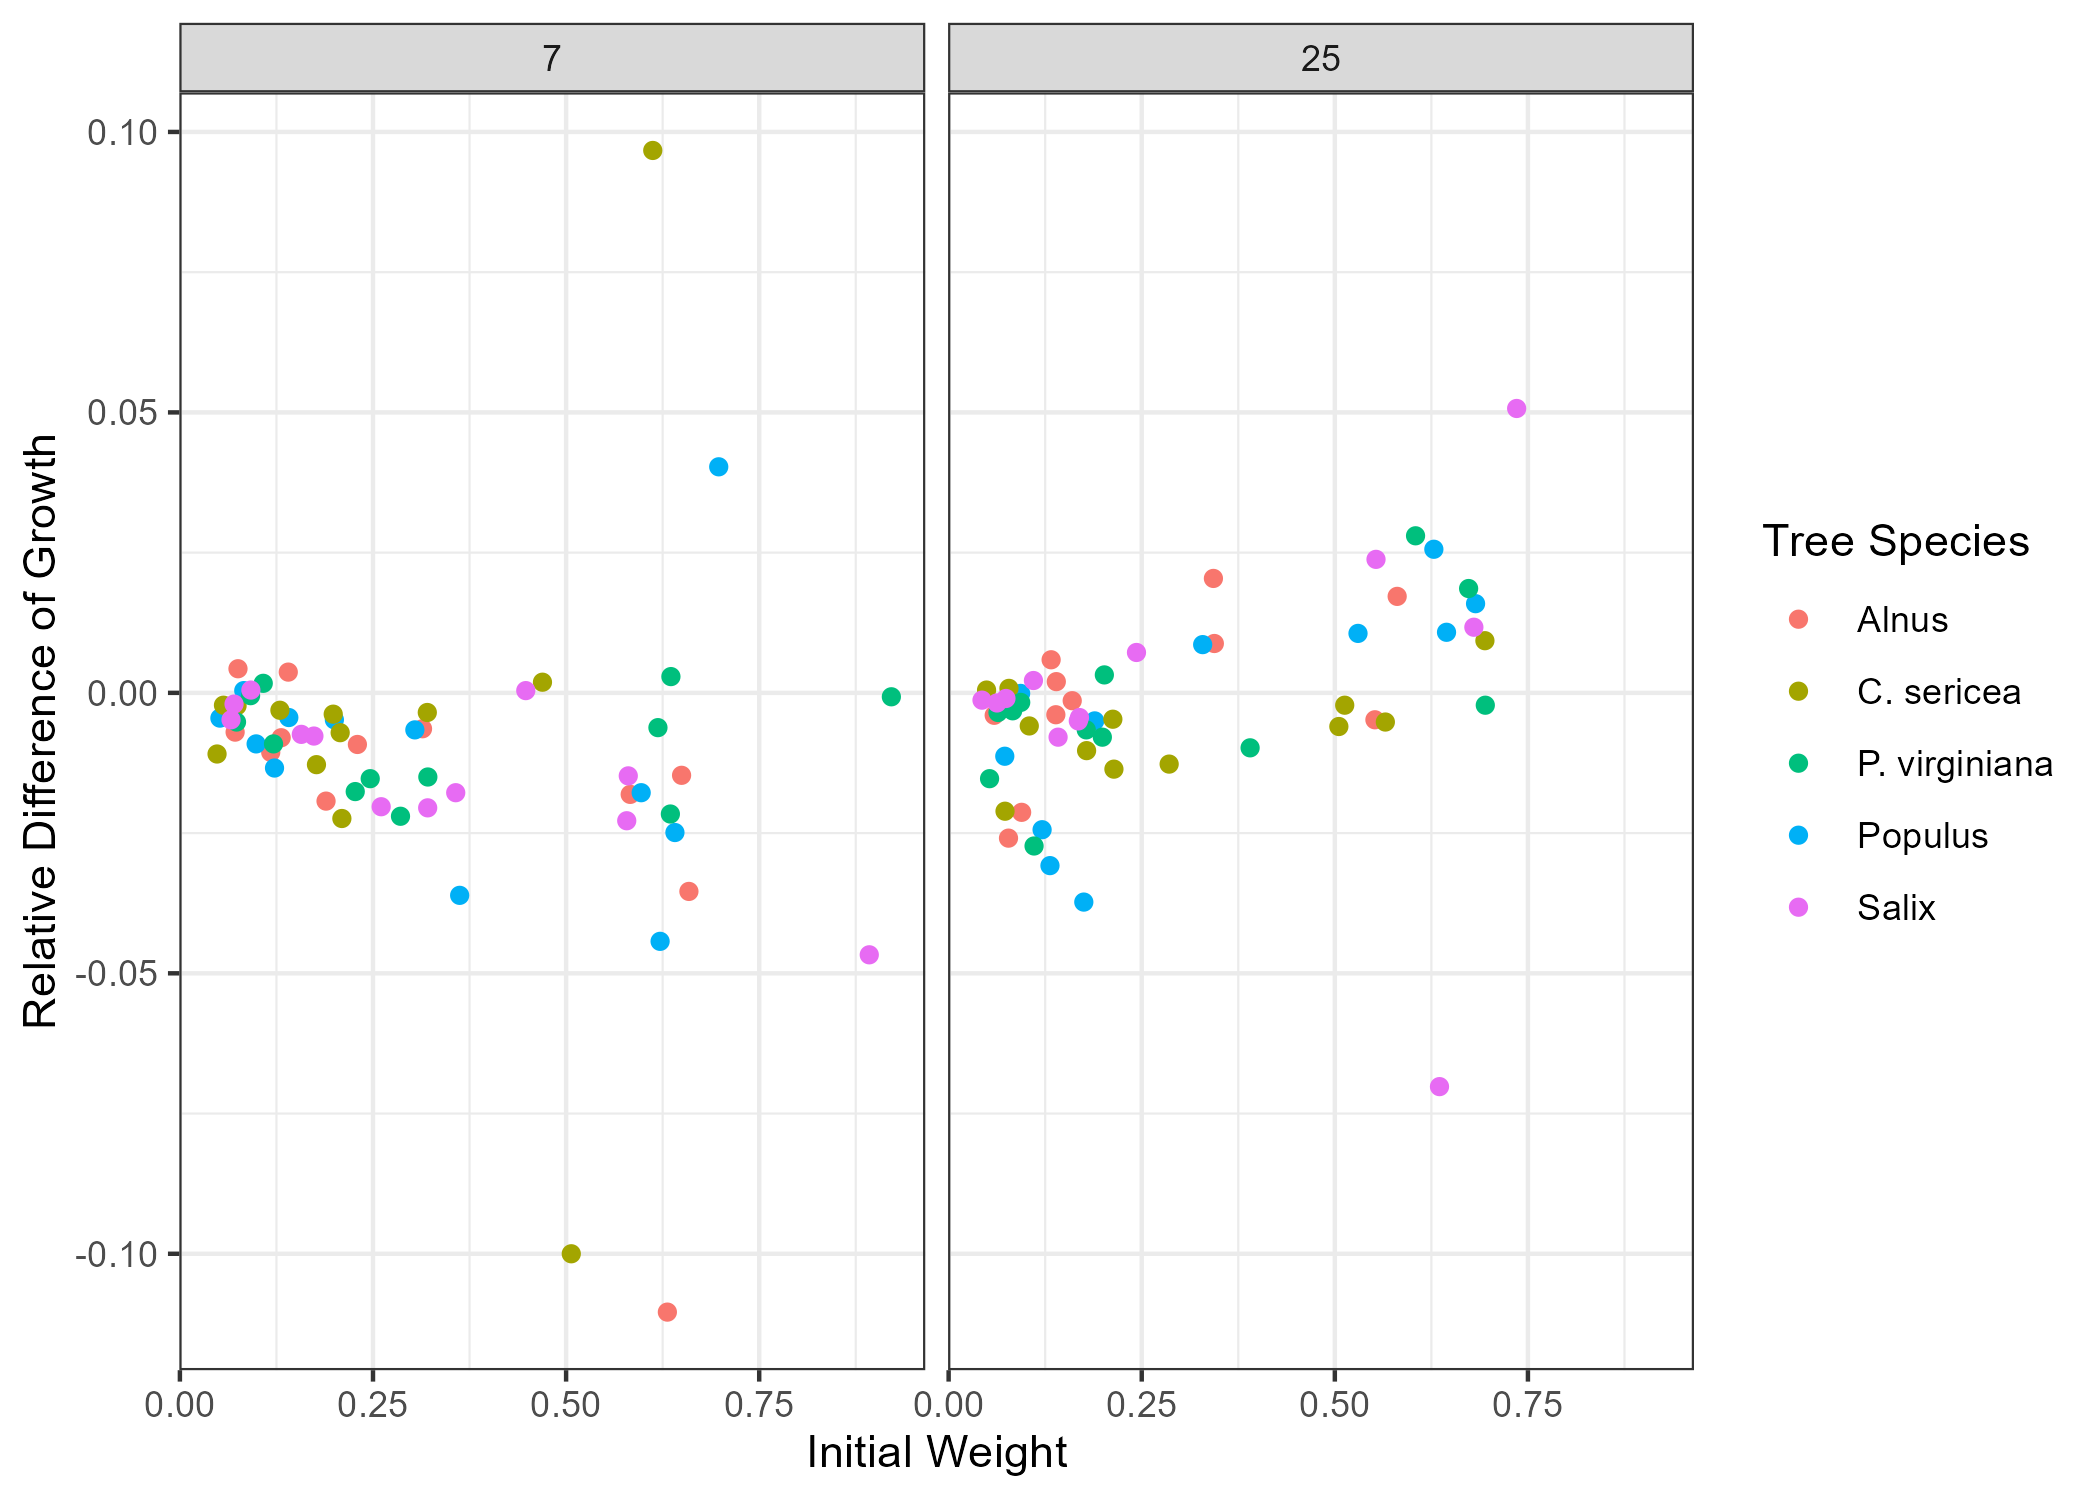 7
25
0.10
0.05
0.00
-0.05
-0.10
0.00
0.25
0.50
0.75
0.00
0.25
0.50
0.75
Initial Weight
Relative Difference of Growth
Tree Species
Alnus
C. sericea
P. virginiana
Populus
Salix